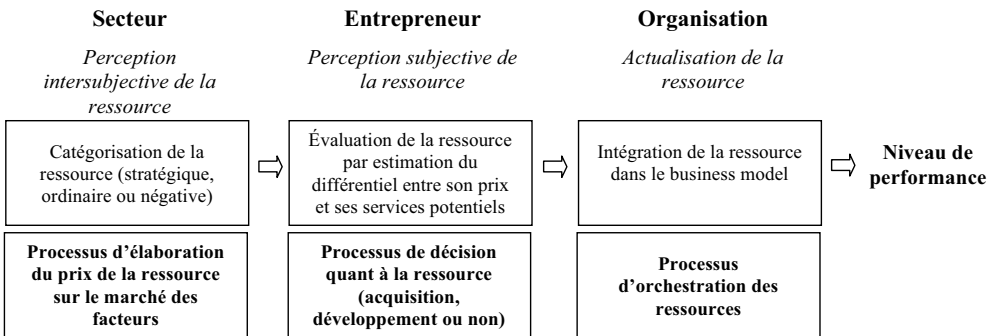 Secteur
Perception
intersubjective de la
ressource
Catégorisation de la
ressource (stratégique,
ordinaire ou négative)
Processus d'élaboration
du prix de la ressource
sur le marché des
facteurs
Entrepreneur
Perception subjective de
la ressource
Évaluation de la ressource
par estimation du
différentiel entre son prix
et ses services potentiels
Processus de décision
quant à la ressource
(acquisition,
développement ou non)
Organisation
Actualisation de la
ressource
Intégration de la ressource
dans le business model
Processus
d'orchestration des
ressources
Niveau de
performance